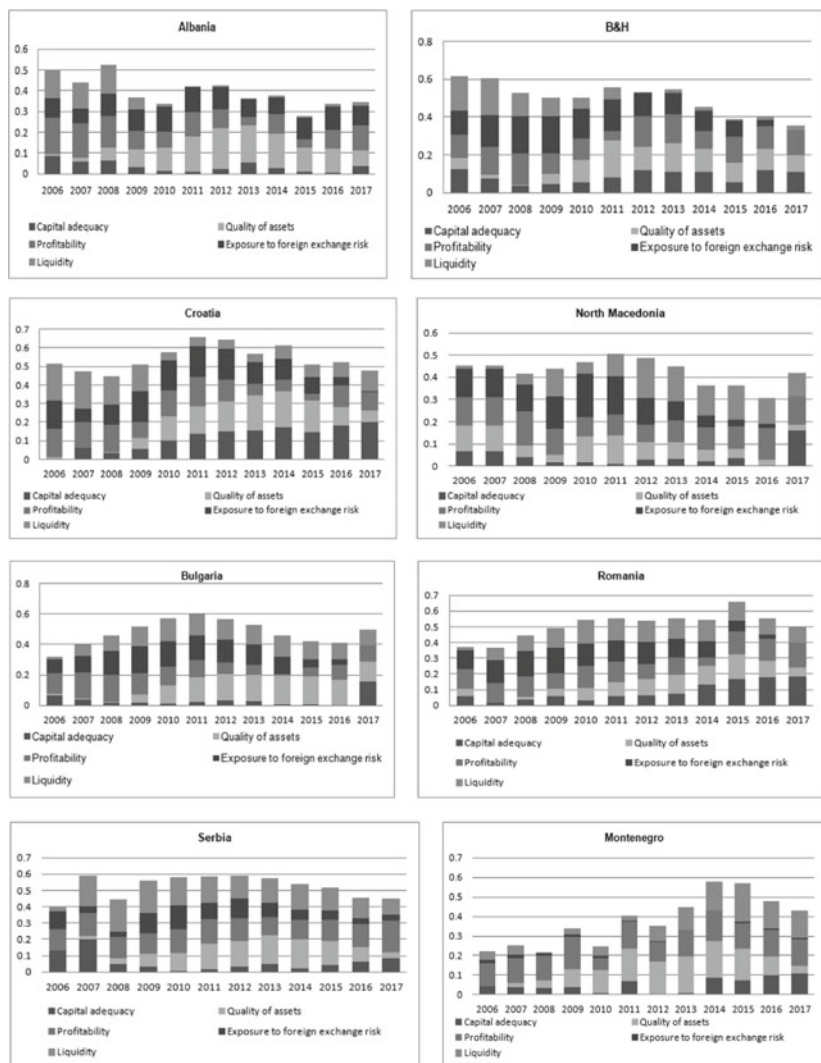 Albania
0.6
0.5
0.4
0.3
0.2
0.1
0
2006 2007 2008 2009 2010 2011 2012 2013 2014 2015 2016 2017
Capital adequacy Quality of assets
Profitability Exposure to foreign exchange risk
Liquidity
B&H
0.8
0.6
0.4
0.2
0
2006 2007 2008 2009 2010 2011 2012 2013 2014 2015 2016 2017
Capital adequacy Quality of assets
Profitability Exposure to foreign exchange risk
Liquidity
Croatia
0.7
0.6
0.5
0.4
0.3
0.2
0.1
0
2006 2007 2008 2009 2010 2011 2012 2013 2014 2015 2016 2017
Capital adequacy Quality of assets
Profitability Exposure to foreign exchange risk
Liquidity
North Macedonia
0.6
0.5
0.4
0.3
0.2
0.1
0
2006 2007 2008 2009 2010 2011 2012 2013 2014 2015 2016 2017
Capital adequacy Quality of assets
Profitability Exposure to foreign exchange risk
Liquidity
Bulgaria
0.8
0.6
0.4
0.2
0
2006 2007 2008 2009 2010 2011 2012 2013 2014 2015 2016 2017
Capital adequacy Quality of assets
Profitability Exposure to foreign exchange risk
Liquidity
Romania
0.7
0.6
0.5
0.4
0.3
0.2
0.1
0
2006 2007 2008 2009 2010 2011 2012 2013 2014 2015 2016 2017
Capital adequacy Quality of assets
Profitability Exposure to foreign exchange risk
Liquidity
Serbia
0.7
0.6
0.5
0.4
0.3
0.2
0.1
0
2006 2007 2008 2009 2010 2011 2012 2013 2014 2015 2016 2017
Capital adequacy Quality of assets
Profitability Exposure to foreign exchange risk
Liquidity
Montenegro
0.7
0.6
0.5
0.4
0.3
0.2
0.1
0
2006 2007 2008 2009 2010 2011 2012 2013 2014 2015 2016 2017
Capital adequacy Quality of assets
Profitability Exposure to foreign exchange risk
Liquidity